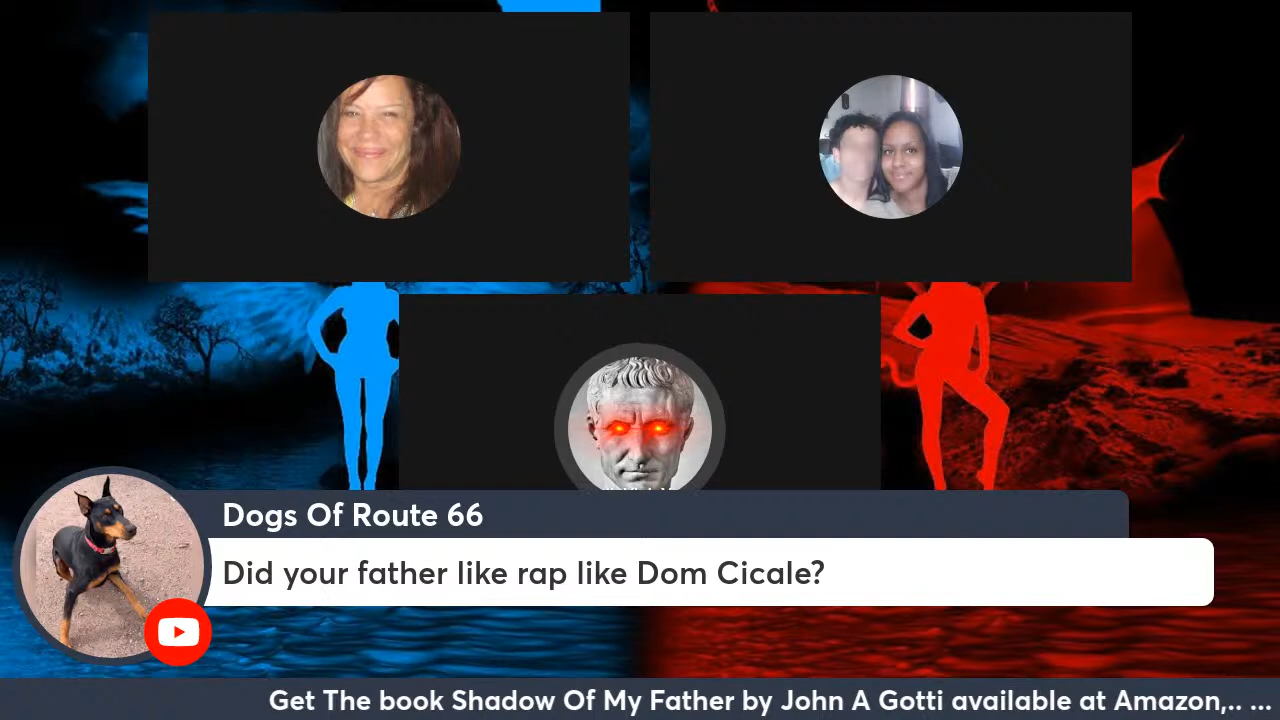 Dogs Of Route 66
Did your father like rap like Dom Cicale?
Get The book Shadow Of My Father by John A Gotti available at Amazon,.. ...